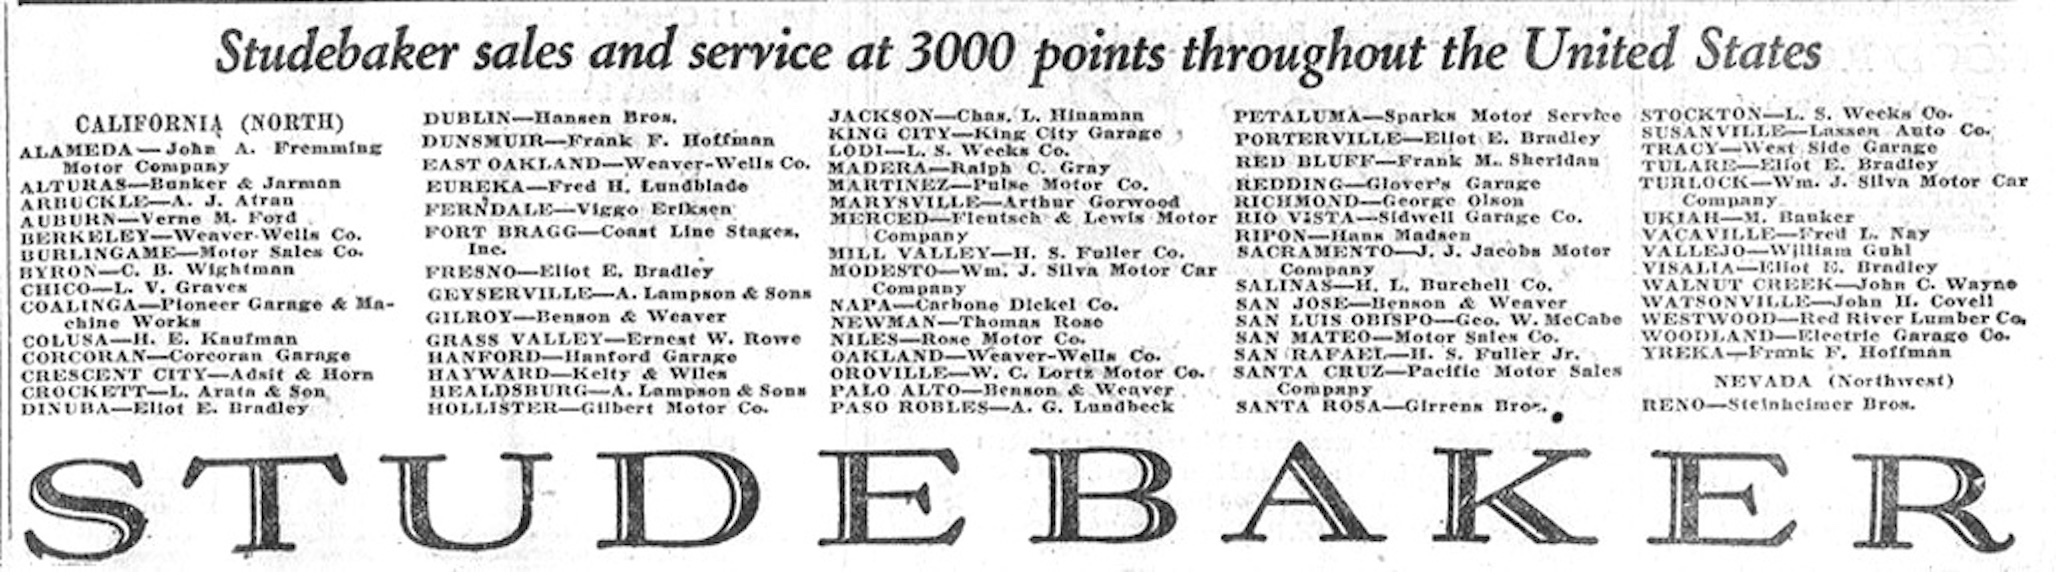 Studebaker sales and service at 3000 points throughout the United States
CALIFORNIA (NORTH)
ALAMEDA—John A. Fremming
Motor Company
ALTURAS—Bunker & Jarman
ARBUCKLE—A. J. Atran
AUBURN—Verne M. Ford
BERKELEY—Weaver-Wells Co.
BURLINGAME—Motor Sales Co.
BYRON—C. B. Wightman
CHICO—L. V. Graves
COALINGA—Pioneer Garage & Ma-
chine Works
COLUSA—H. E. Kaufman
CORCORAN—Corcoran Garage
CRESCENT CITY—Adsit & Horn
CROCKETT—L. Arata & Son
DINUBA—Eliot E. Bradley
DUBLIN—Hansen Bros.
DUNSMUIR—Frank F. Hoffman
EAST OAKLAND—Weaver-Wells Co.
EUREKA—Fred H. Lundblade
FERNDALE—Viggo Eriksen
FORT BRAGG—Coast Line Stages,
Inc.
FRESNO—Eliot E. Bradley
GEYSERVILLE—A. Lampson & Sons
GILROY—Benson & Weaver
GRASS VALLEY—Ernest W. Rowe
HANFORD—Hanford Garage
HAYWARD—Kelty & Wiles
HEALDSBURG—A. Lampson & Sons
HOLLISTER—Gilbert Motor Co.
JACKSON—Chas. L. Hinaman
KING CITY—King City Garage
LODI—L. S. Weeks Co.
MADERA—Ralph C. Gray
MARTINEZ—Pulse Motor Co.
MARYSVILLE—Arthur Gorwood
MERCED—Fleutsch & Lewis Motor
Company
MILL VALLEY—H. S. Fuller Co.
MODESTO—Wm. J. Silva Motor Car
Company
NAPA—Carbone Dickel Co.
NEWMAN—Thomas Rose
NILES—Rose Motor Co.
OAKLAND—Weaver-Wells Co.
OROVILLE—W. C. Lortz Motor Co.
PALO ALTO—Benson & Weaver
PASO ROBLES—A. G. Lundbeck
PETALUMA—Sparks Motor Service
PORTERVILLE—Eliot E. Bradley
RED BLUFF—Frank M. Sheridan
REDDING—Glover's Garage
RICHMOND—George Olson
RIO VISTA—Sidwell Garage Co.
RIPON—Hans Madsen
SACRAMENTO—J. J. Jacobs Motor
Company
SALINAS—H. L. Burchell Co.
SAN JOSE—Benson & Weaver
SAN LUIS OBISPO—Geo. W. McCabe
SAN MATEO—Motor Sales Co.
SAN RAFAEL—H. S. Fuller Jr.
SANTA CRUZ—Pacific Motor Sales
Company
SANTA ROSA—Girrens Bros.
STOCKTON—L. S. Weeks Co.
SUSANVILLE—Lassen Auto Co.
TRACY—West Side Garage
TULARE—Eliot E. Bradley
TURLOCK—Wm. J. Silva Motor Car
Company
UKIAH—M. Banker
VACAVILLE—Fred L. Nay
VALLEJO—William Guhl
VISALIA—Eliot E. Bradley
WALNUT CREEK—John C. Wayne
WATSONVILLE—John H. Covell
WESTWOOD—Red River Lumber Co.
WOODLAND—Electric Garage Co.
YREKA—Frank F. Hoffman
NEVADA (Northwest)
RENO—Steinheimer Bros.
STUDEBAKER